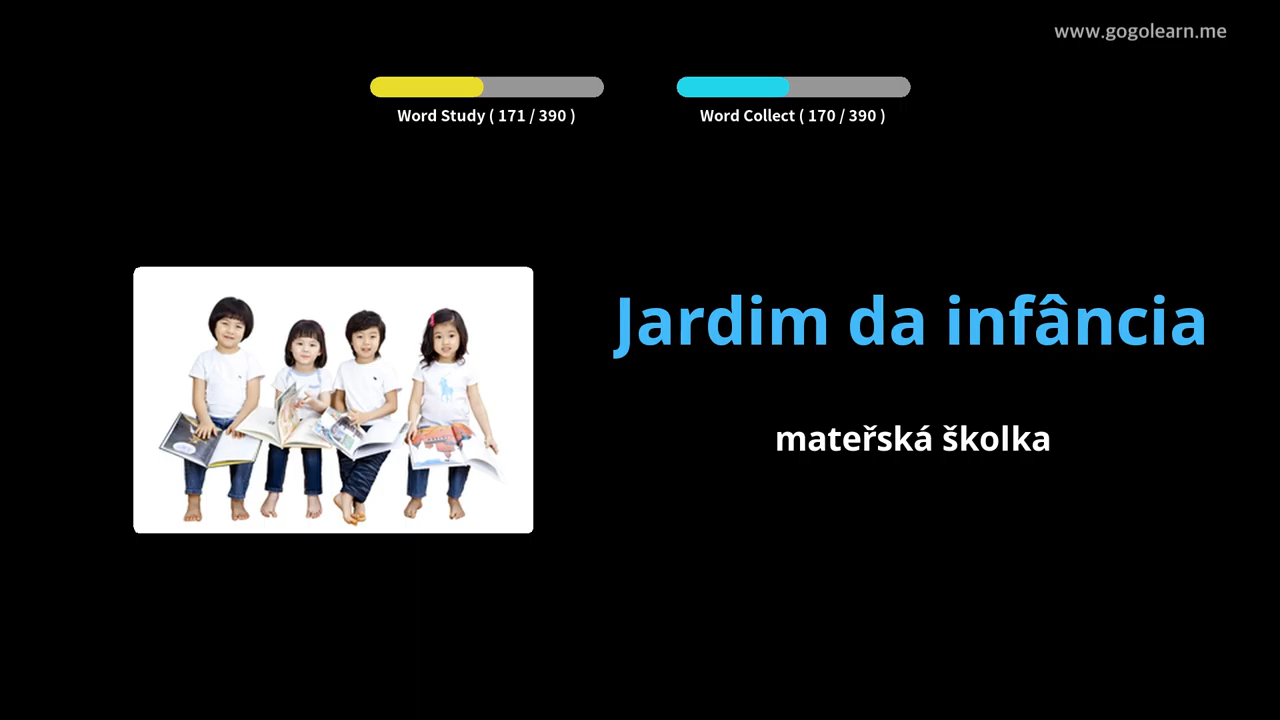 www.gogolearn.me
Word Study ( 171 / 390 )
Word Collect ( 170 / 390 )
Jardim da infância
mateřská školka